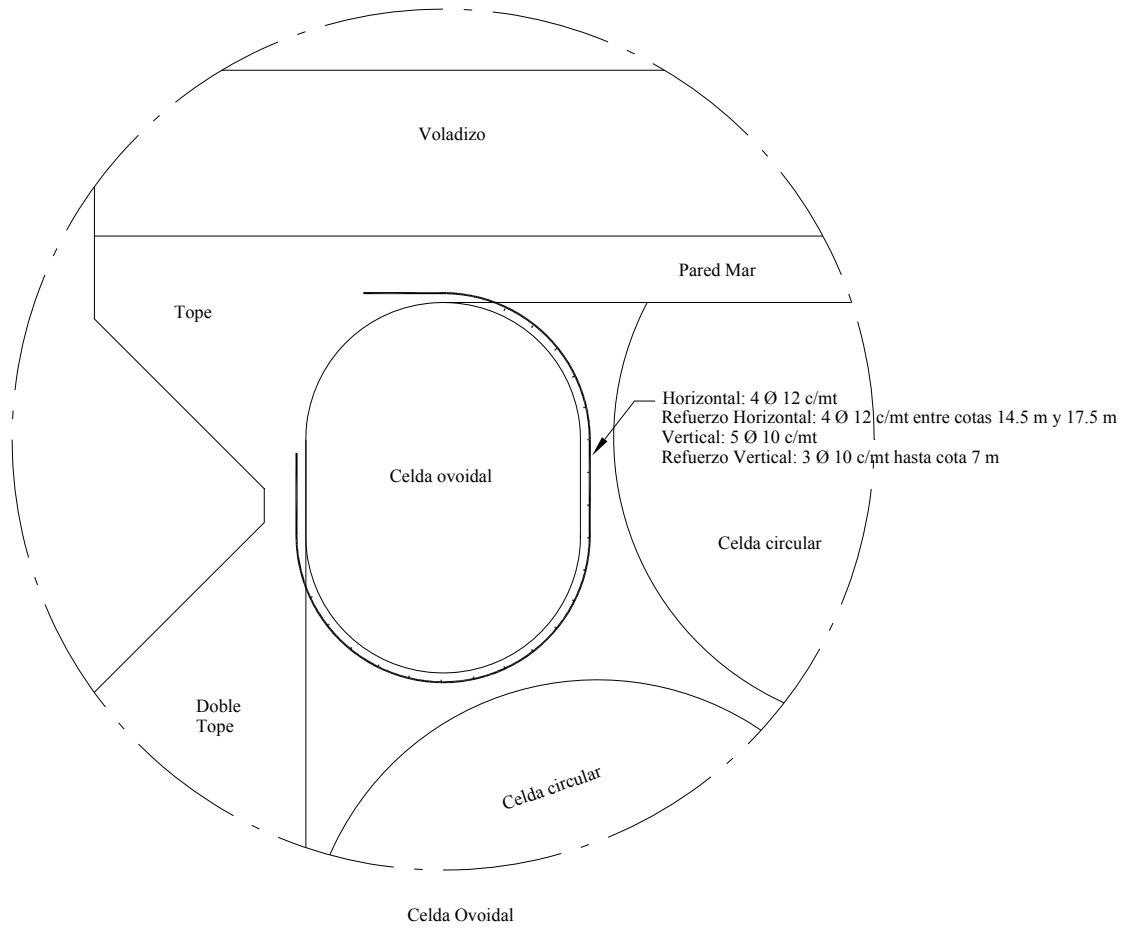 Voladizo
Pared Mar
Tope
Horizontal: 4 Ø 12 c/mt
Refuerzo Horizontal: 4 Ø 12 c/mt entre cotas 14.5 m y 17.5 m
Vertical: 5 Ø 10 c/mt
Refuerzo Vertical: 3 Ø 10 c/mt hasta cota 7 m
Celda ovoidal
Celda circular
Doble
Tope
Celda circular
Celda Ovoidal